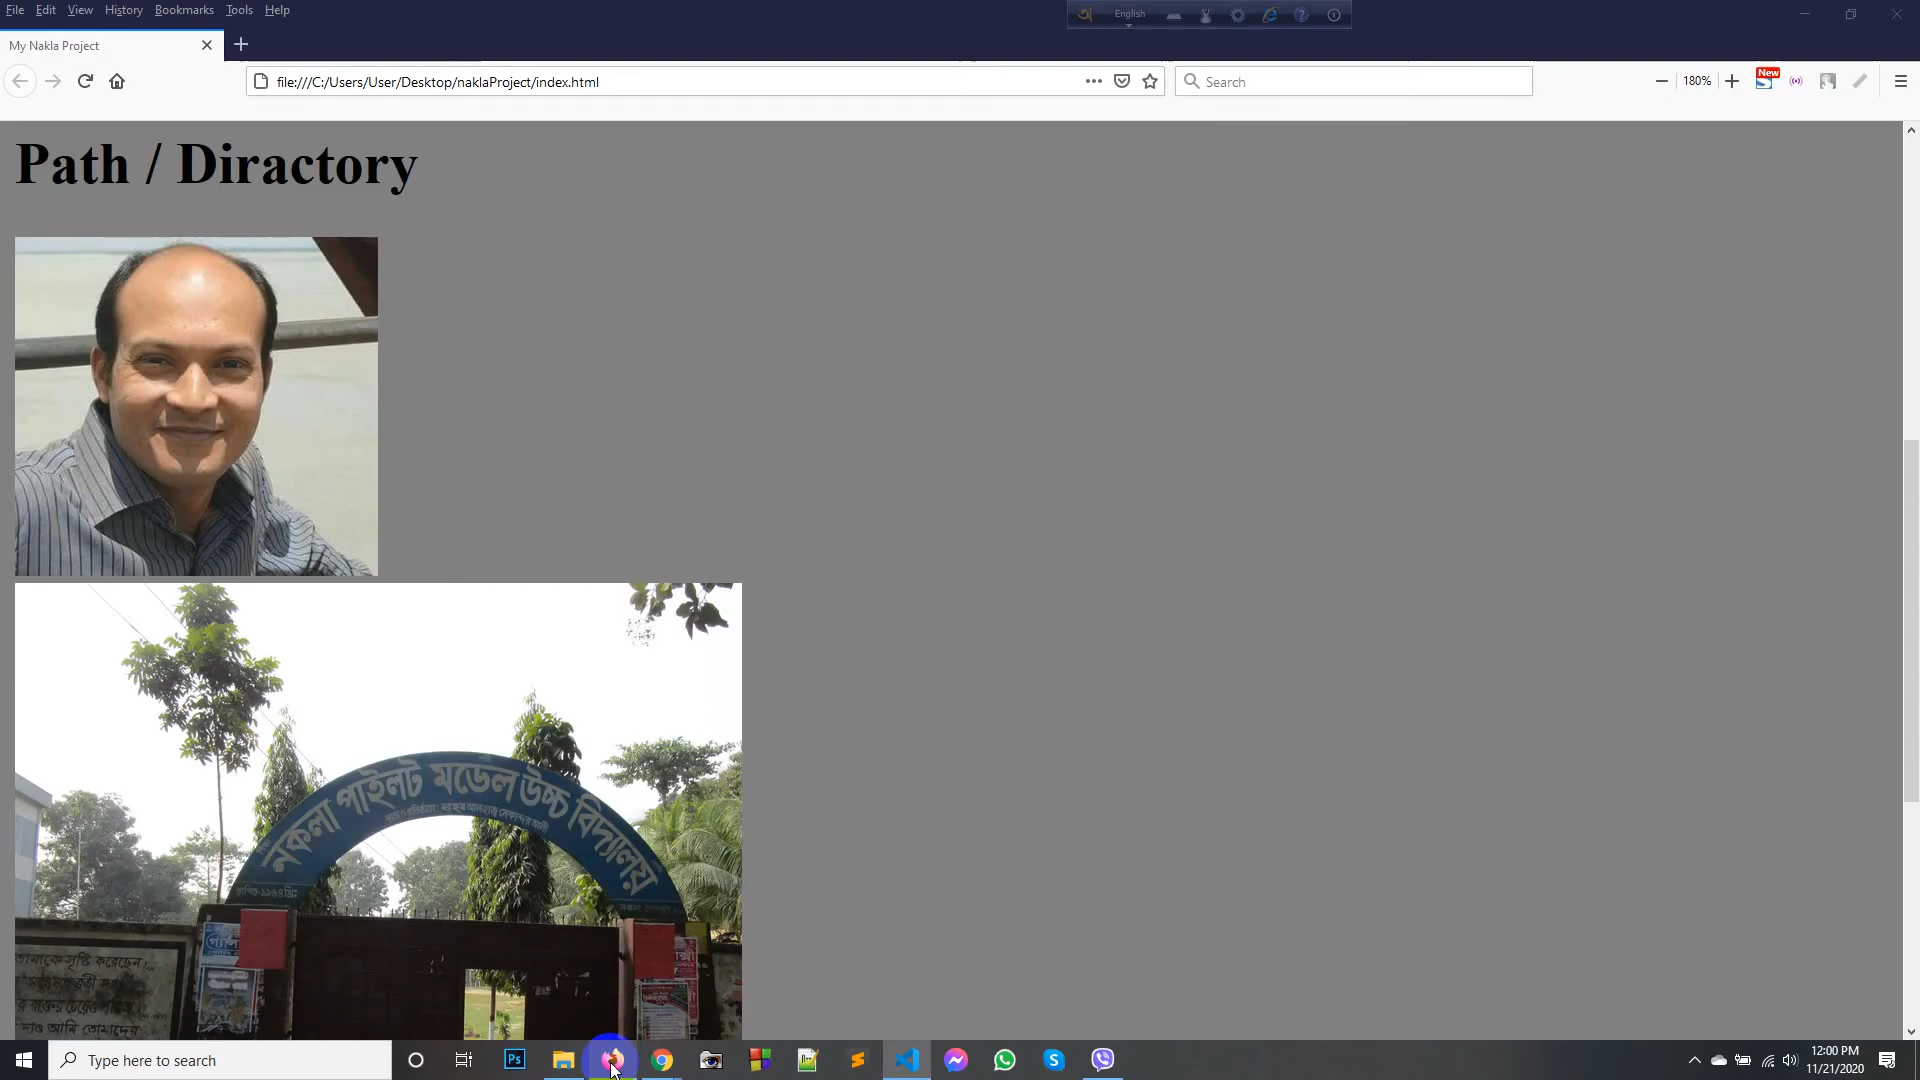 File Edit View History Bookmarks Tools Help
English
My Nakla Project
file:///C:/Users/User/Desktop/naklaProject/index.html
Search
180%
New
Path / Diractory
নকলা পাইলট মডেল উচ্চ বিদ্যালয়
Type here to search
Ps
12:00 PM
11/21/2020